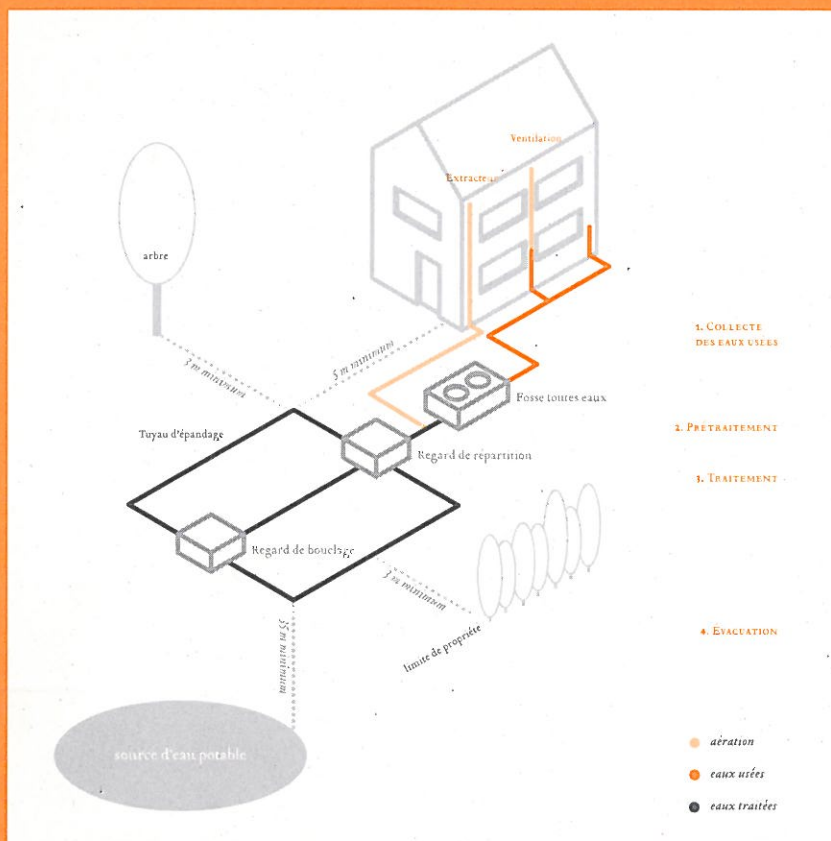 Ventilation
Extracteur
arbre
3 m minimum
5 m minimum
1. COLLECTE
DES EAUX USÉES
Fosse toutes eaux
Tuyau d'épandage
2. PRÉTRAITEMENT
Regard de répartition
3. TRAITEMENT
Regard de bouclage
3 m minimum
35 m minimum
limite de propriété
4. ÉVACUATION
source d'eau potable
aération
eaux usées
eaux traitées